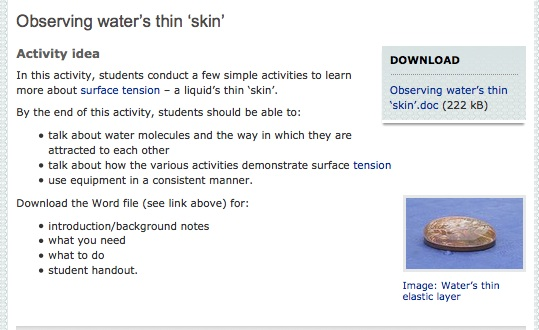 Observing water's thin 'skin'
Activity idea
In this activity, students conduct a few simple activities to learn
more about surface tension – a liquid's thin 'skin'.
By the end of this activity, students should be able to:
• talk about water molecules and the way in which they are
attracted to each other
• talk about how the various activities demonstrate surface tension
• use equipment in a consistent manner.
Download the Word file (see link above) for:
• introduction/background notes
• what you need
• what to do
• student handout.
DOWNLOAD
Observing water's thin
'skin'.doc (222 kB)
Image: Water's thin
elastic layer